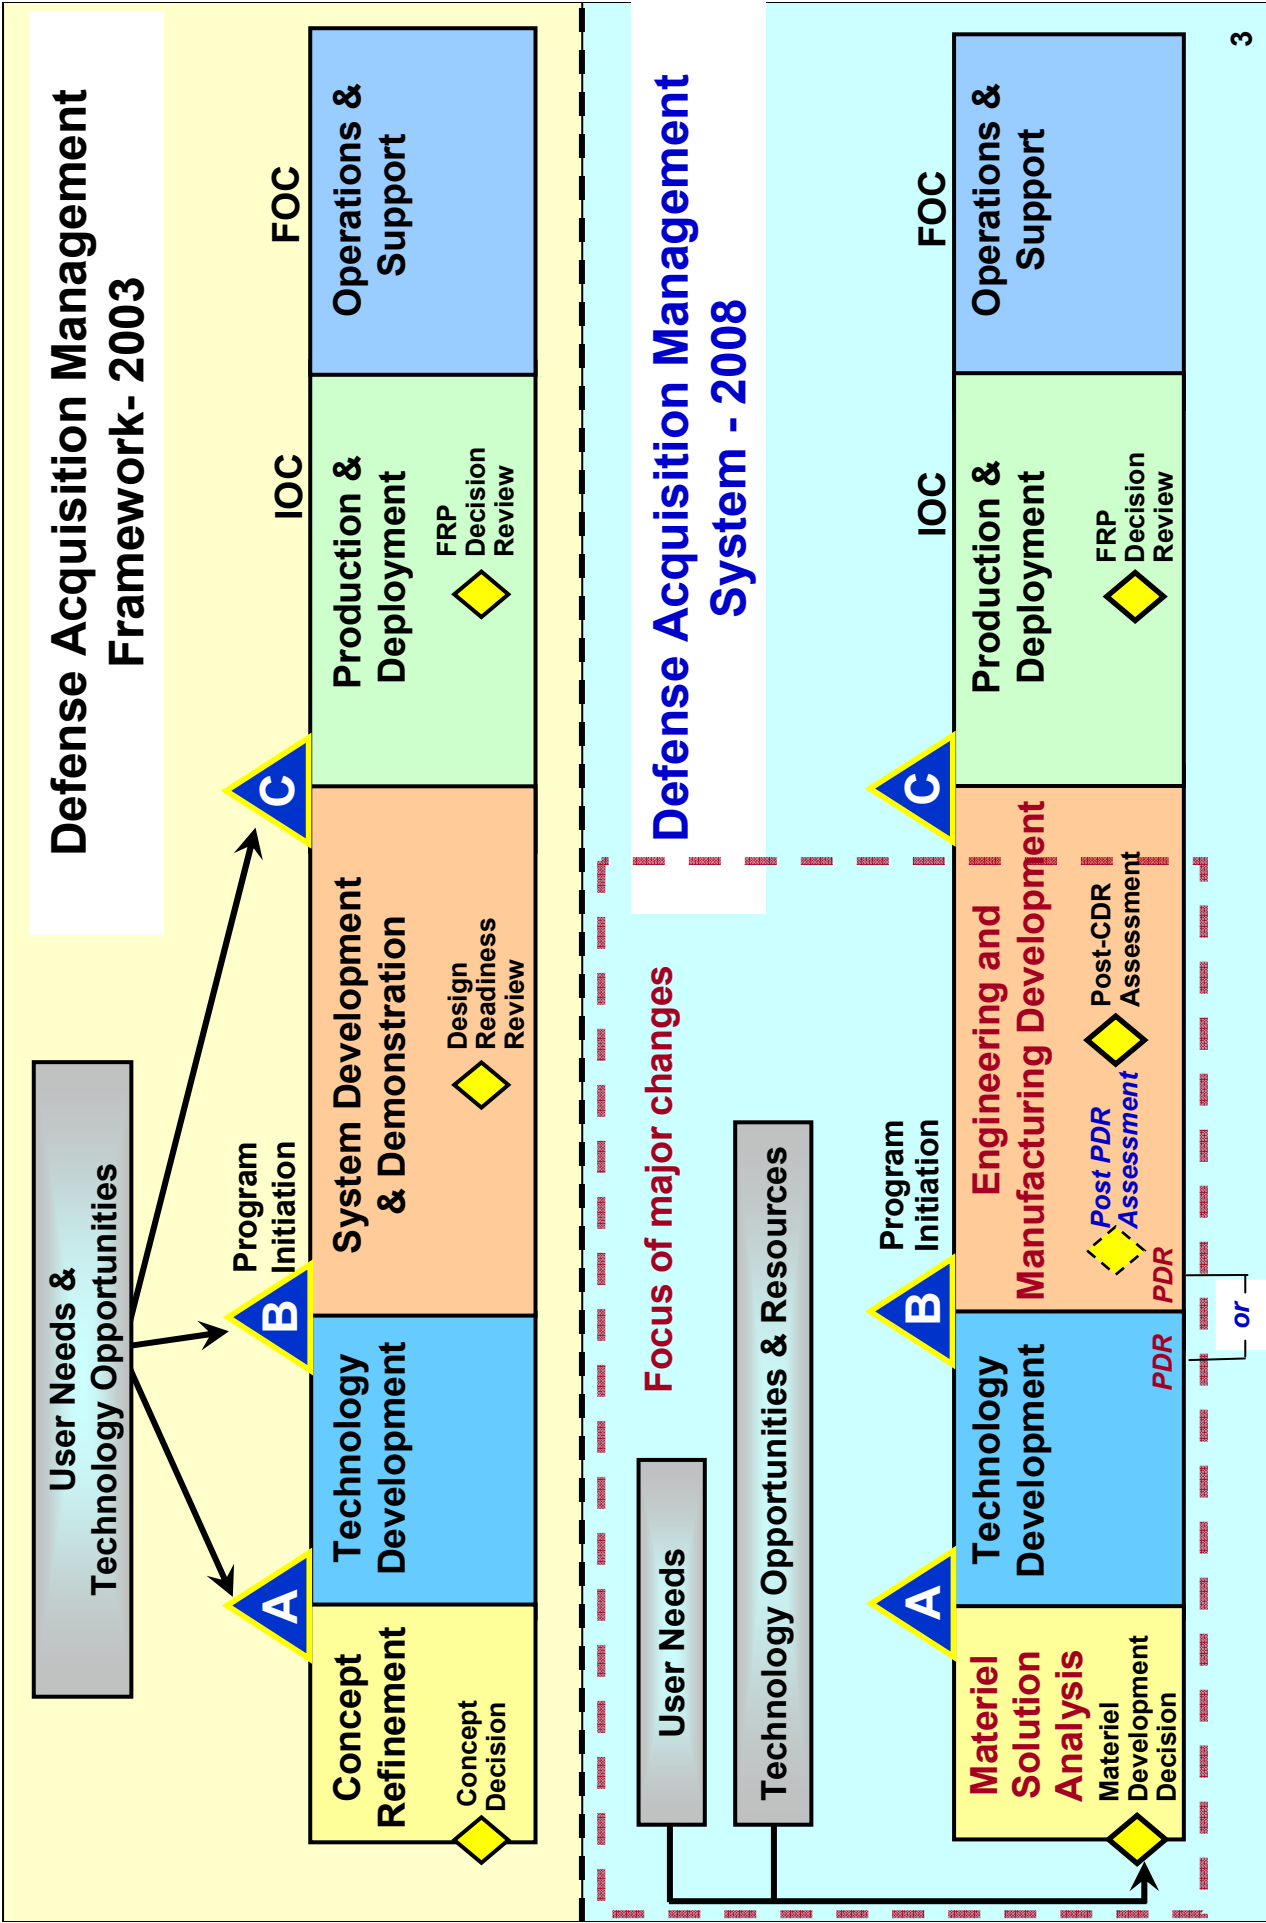 Defense Acquisition Management
Framework- 2003
User Needs &
Technology Opportunities
Program
Initiation
A
B
C
IOC
FOC
Concept
Refinement
Concept
Decision
Technology
Development
System Development
& Demonstration
Design
Readiness
Review
Production &
Deployment
FRP
Decision
Review
Operations &
Support
Defense Acquisition Management
System - 2008
Focus of major changes
User Needs
Technology Opportunities & Resources
Program
Initiation
A
B
C
IOC
FOC
Materiel
Solution
Analysis
Materiel
Development
Decision
Technology
Development
PDR
Engineering and
Manufacturing Development
Post PDR
Assessment
PDR
Post-CDR
Assessment
Production &
Deployment
FRP
Decision
Review
Operations &
Support
or
3